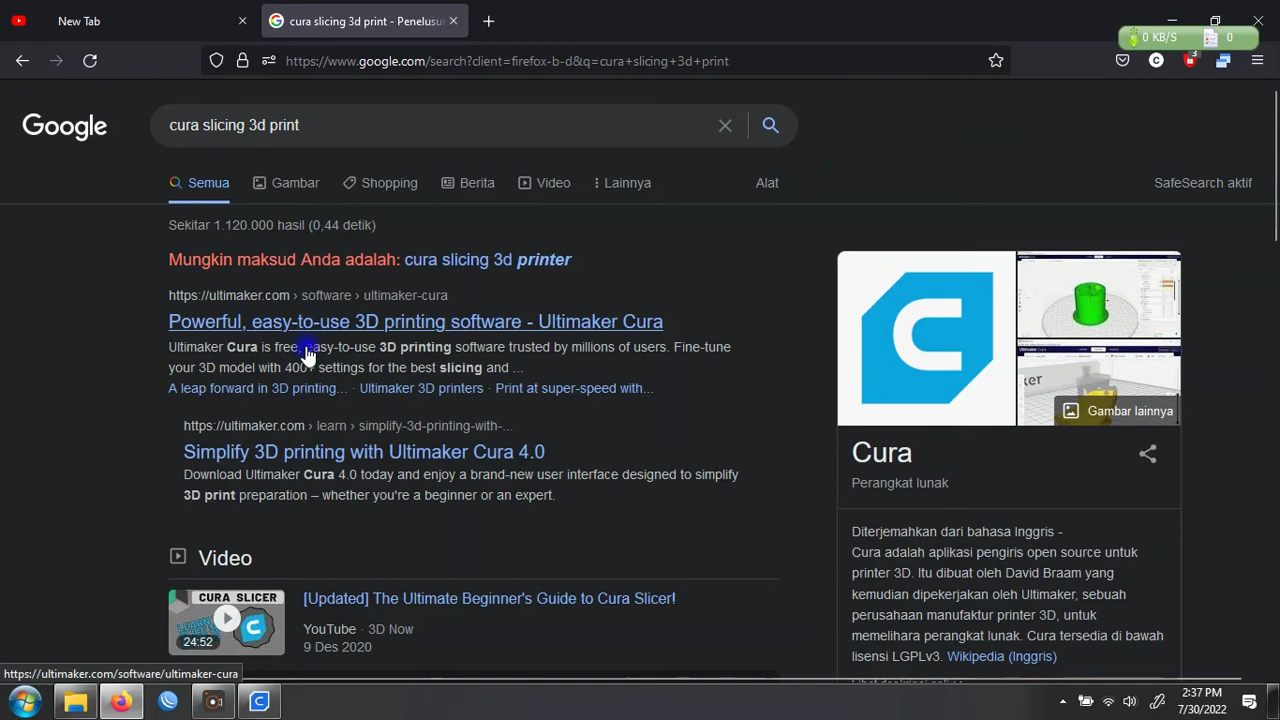 New Tab
cura slicing 3d print - Penelusur
0 KB/S
0
https://www.google.com/search?client=firefox-b-d&q=cura+slicing+3d+print
C
3
Google
cura slicing 3d print
Semua
Gambar
Shopping
Berita
Video
Lainnya
Alat
SafeSearch aktif
Sekitar 1.120.000 hasil (0,44 detik)
Mungkin maksud Anda adalah: cura slicing 3d printer
https://ultimaker.com › software › ultimaker-cura
Powerful, easy-to-use 3D printing software - Ultimaker Cura
Ultimaker Cura is free, easy-to-use 3D printing software trusted by millions of users. Fine-tune
your 3D model with 400+ settings for the best slicing and ...
A leap forward in 3D printing... · Ultimaker 3D printers · Print at super-speed with...
https://ultimaker.com › learn › simplify-3d-printing-with-...
Simplify 3D printing with Ultimaker Cura 4.0
Download Ultimaker Cura 4.0 today and enjoy a brand-new user interface designed to simplify
3D print preparation – whether you're a beginner or an expert.
Video
CURA SLICER
24:52
[Updated] The Ultimate Beginner's Guide to Cura Slicer!
YouTube · 3D Now
9 Des 2020
Gambar lainnya
Cura
Perangkat lunak
Diterjemahkan dari bahasa Inggris -
Cura adalah aplikasi pengiris open source untuk
printer 3D. Itu dibuat oleh David Braam yang
kemudian dipekerjakan oleh Ultimaker, sebuah
perusahaan manufaktur printer 3D, untuk
memelihara perangkat lunak. Cura tersedia di bawah
lisensi LGPLv3. Wikipedia (Inggris)
https://ultimaker.com/software/ultimaker-cura
2:37 PM
7/30/2022